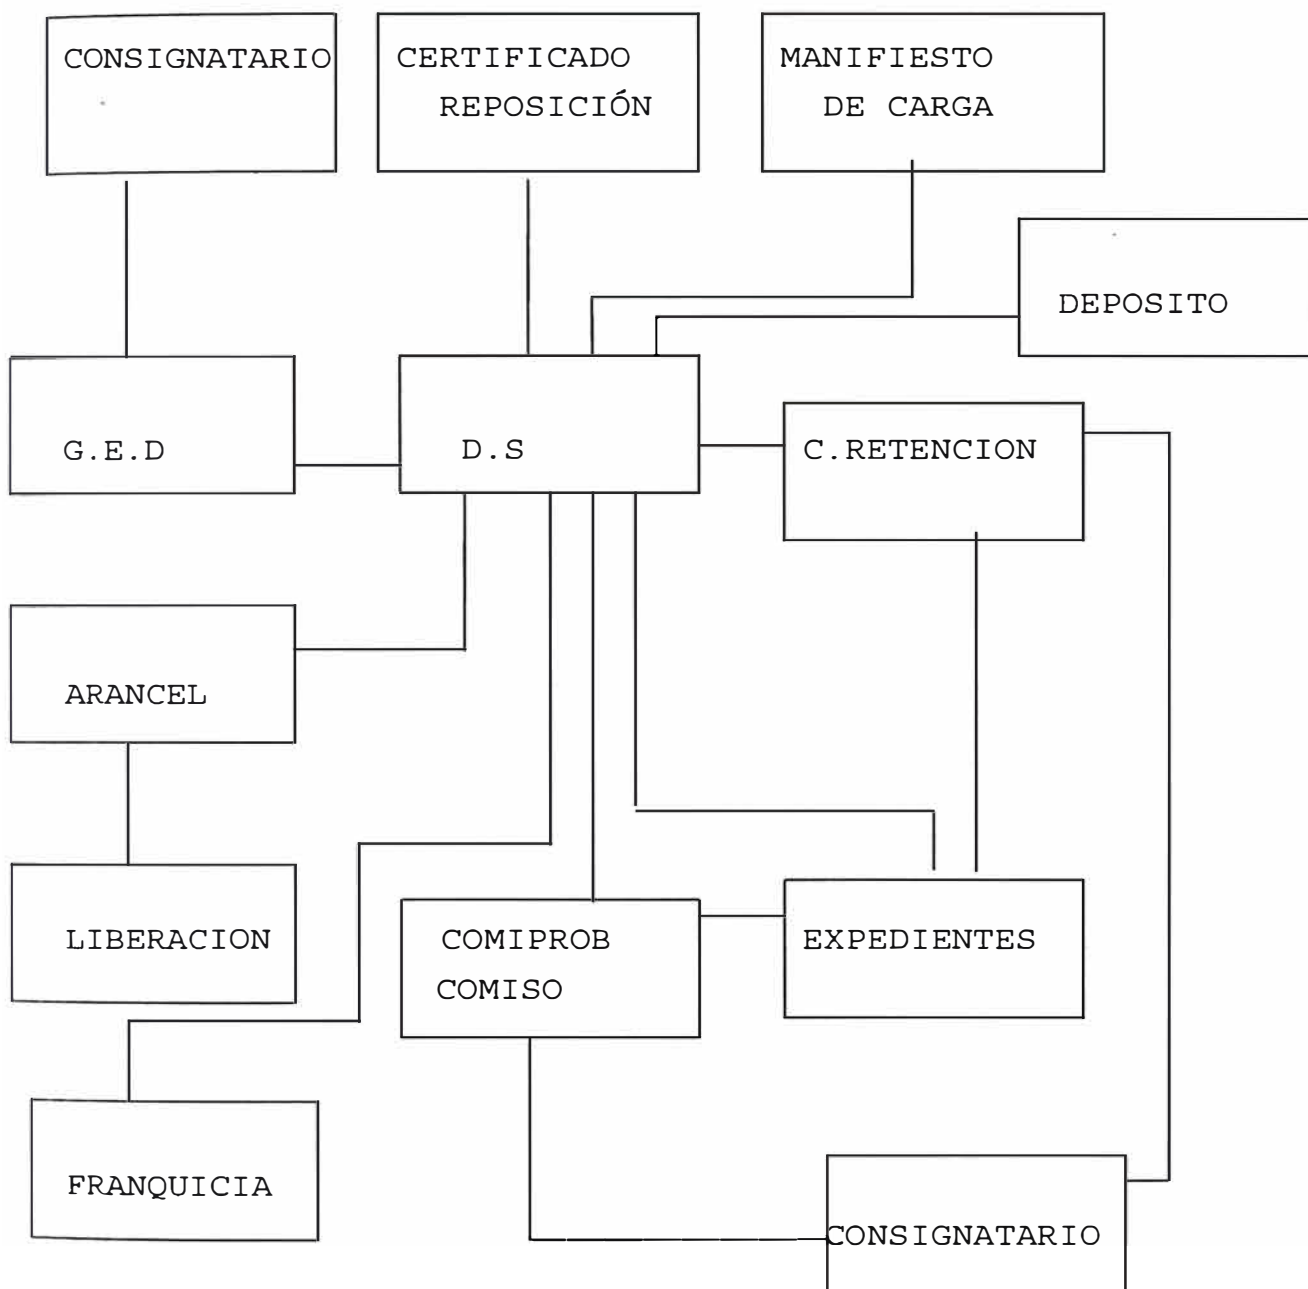 CONSIGNATARIO
CERTIFICADO
REPOSICIÓN
MANIFIESTO
DE CARGA
DEPOSITO
G.E.D
D.S
C.RETENCION
ARANCEL
LIBERACION
COMIPROB
COMISO
EXPEDIENTES
FRANQUICIA
CONSIGNATARIO